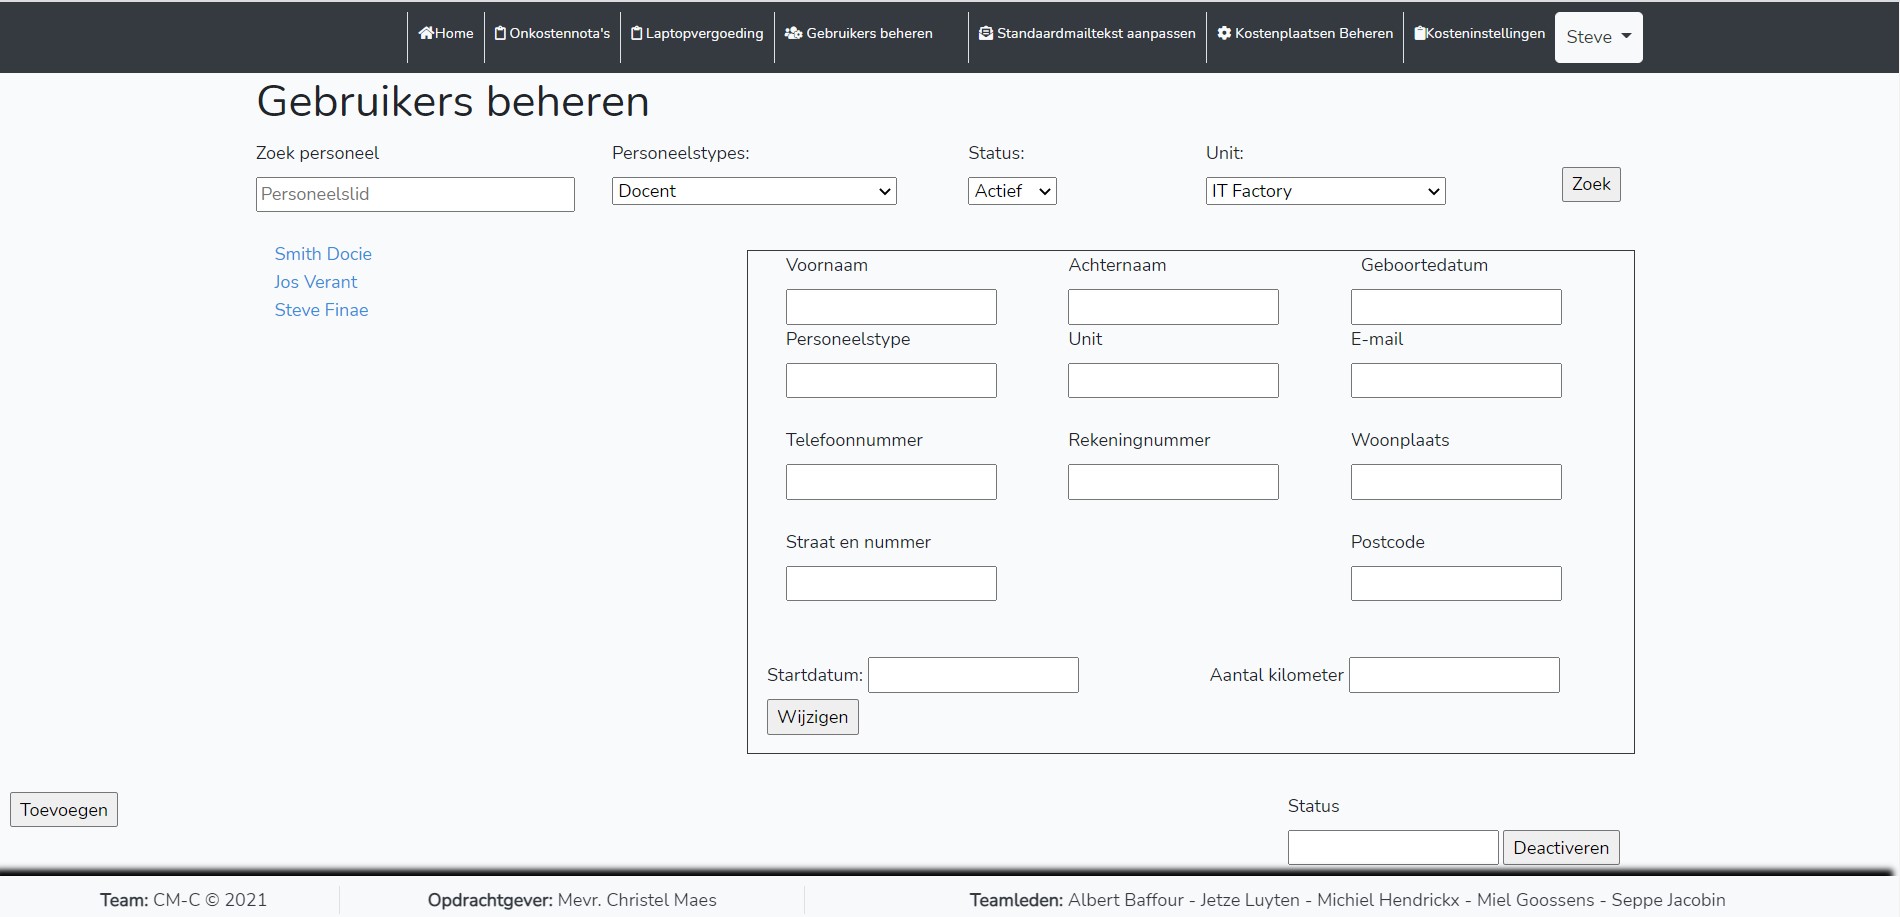 Home Onkostennota's Laptopvergoeding Gebruikers beheren Standaardmailtekst aanpassen Kostenplaatsen Beheren Kosteninstellingen Steve
Gebruikers beheren
Zoek personeel Personeelstypes: Status: Unit:
Personeelslid Docent Actief IT Factory Zoek
Smith Docie
Jos Verant
Steve Finae
Voornaam Achternaam Geboortedatum
Personeelstype Unit E-mail
Telefoonnummer Rekeningnummer Woonplaats
Straat en nummer Postcode
Startdatum: Aantal kilometer
Wijzigen
Toevoegen
Status
Deactiveren
Team: CM-C © 2021 Opdrachtgever: Mevr. Christel Maes Teamleden: Albert Baffour - Jetze Luyten - Michiel Hendrickx - Miel Goossens - Seppe Jacobin